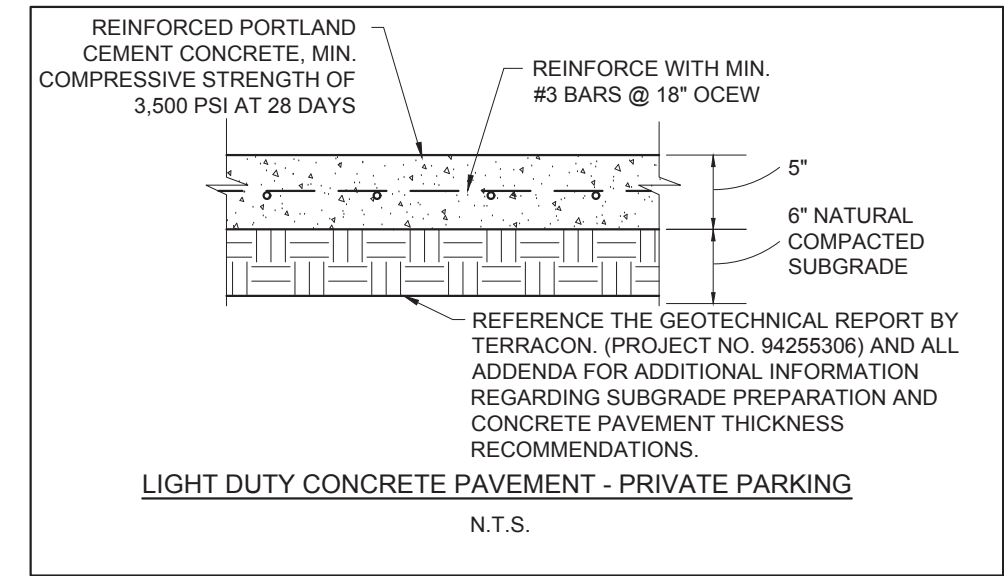 REINFORCED PORTLAND
CEMENT CONCRETE, MIN.
COMPRESSIVE STRENGTH OF
3,500 PSI AT 28 DAYS
REINFORCE WITH MIN.
#3 BARS @ 18" OCEW
5"
6" NATURAL
COMPACTED
SUBGRADE
REFERENCE THE GEOTECHNICAL REPORT BY
TERRACON. (PROJECT NO. 94255306) AND ALL
ADDENDA FOR ADDITIONAL INFORMATION
REGARDING SUBGRADE PREPARATION AND
CONCRETE PAVEMENT THICKNESS
RECOMMENDATIONS.
LIGHT DUTY CONCRETE PAVEMENT - PRIVATE PARKING
N.T.S.